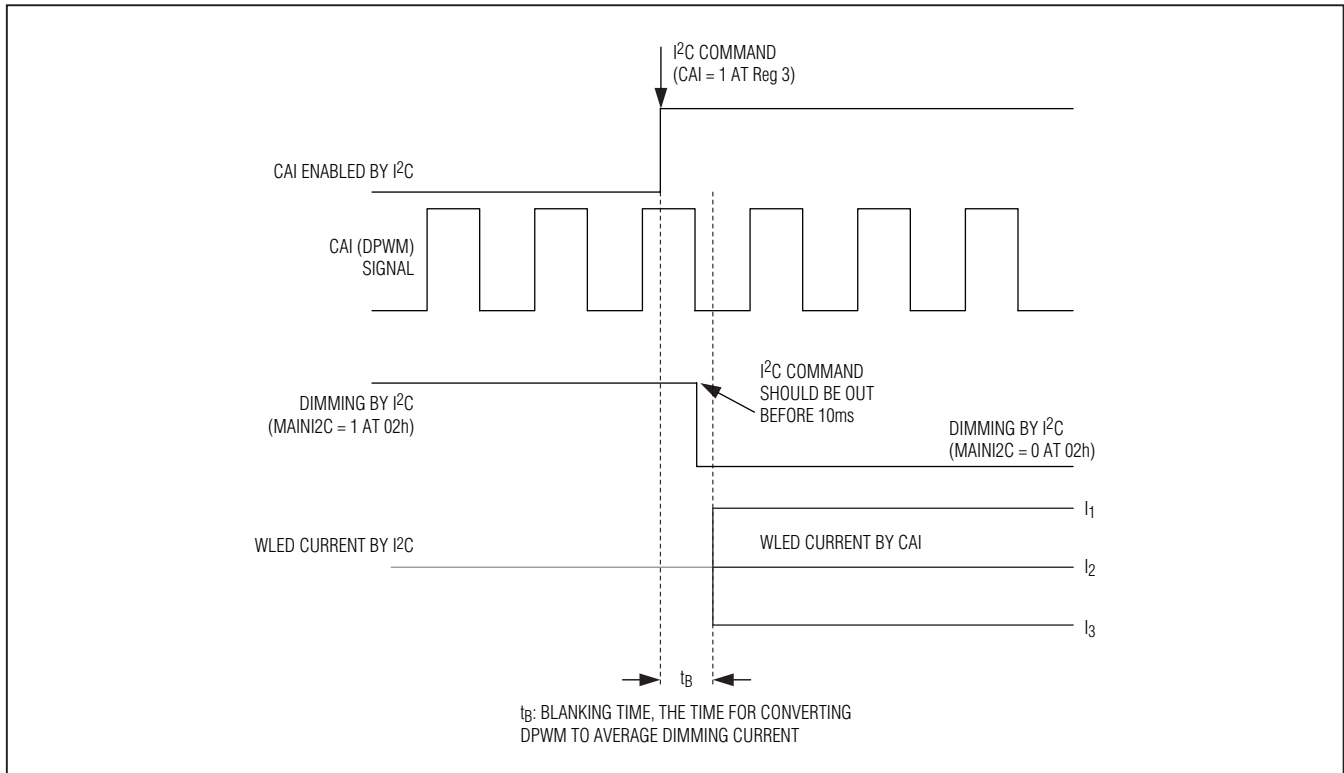 I2C COMMAND
(CAI = 1 AT Reg 3)
CAI ENABLED BY I2C
CAI (DPWM)
SIGNAL
I2C COMMAND
SHOULD BE OUT
BEFORE 10ms
DIMMING BY I2C
(MAINI2C = 1 AT 02h)
DIMMING BY I2C
(MAINI2C = 0 AT 02h)
I1
WLED CURRENT BY I2C
WLED CURRENT BY CAI
I2
I3
tB
tB: BLANKING TIME, THE TIME FOR CONVERTING
DPWM TO AVERAGE DIMMING CURRENT